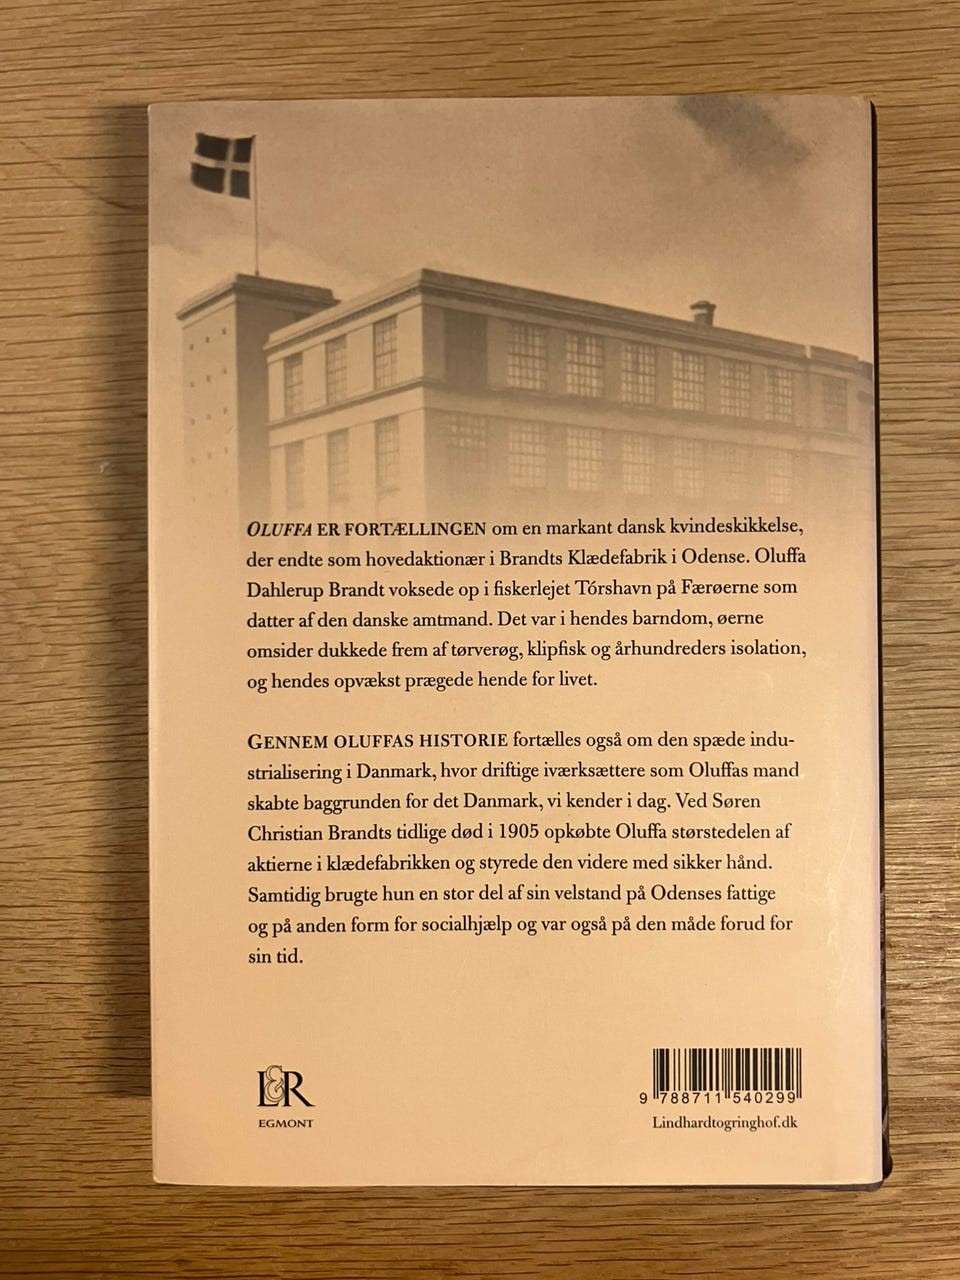 OLUFFA ER FORTÆLLINGEN om en markant dansk kvindeskikkelse,
der endte som hovedaktionær i Brandts Klædefabrik i Odense. Oluffa
Dahlerup Brandt voksede op i fiskerlejet Tórshavn på Færøerne som
datter af den danske amtmand. Det var i hendes barndom, øerne
omsider dukkede frem af tørverøg, klipfisk og århundreders isolation,
og hendes opvækst prægede hende for livet.
GENNEM OLUFFAS HISTORIE fortælles også om den spæde indu-
strialisering i Danmark, hvor driftige iværksættere som Oluffas mand
skabte baggrunden for det Danmark, vi kender i dag. Ved Søren
Christian Brandts tidlige død i 1905 opkøbte Oluffa størstedelen af
aktierne i klædefabrikken og styrede den videre med sikker hånd.
Samtidig brugte hun en stor del af sin velstand på Odenses fattige
og på anden form for socialhjælp og var også på den måde forud for
sin tid.
L&R
EGMONT
9 788711 540299
Lindhardtogringhof.dk